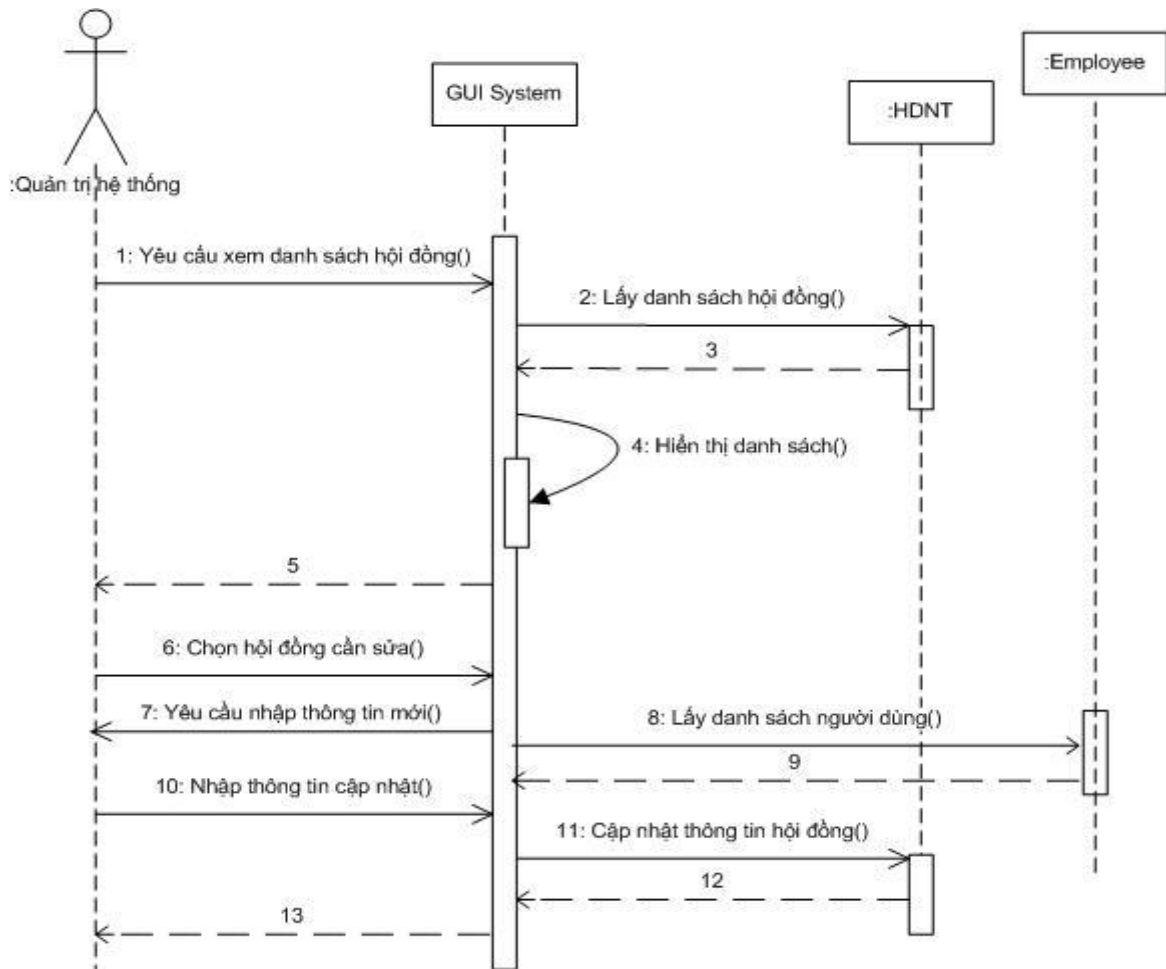 :Employee
GUI System
:HDNT
:Quản trị hệ thống
1: Yêu cầu xem danh sách hội đồng()
2: Lấy danh sách hội đồng()
3
4: Hiển thị danh sách()
5
6: Chọn hội đồng cần sửa()
7: Yêu cầu nhập thông tin mới()
8: Lấy danh sách người dùng()
9
10: Nhập thông tin cập nhật()
11: Cập nhật thông tin hội đồng()
12
13